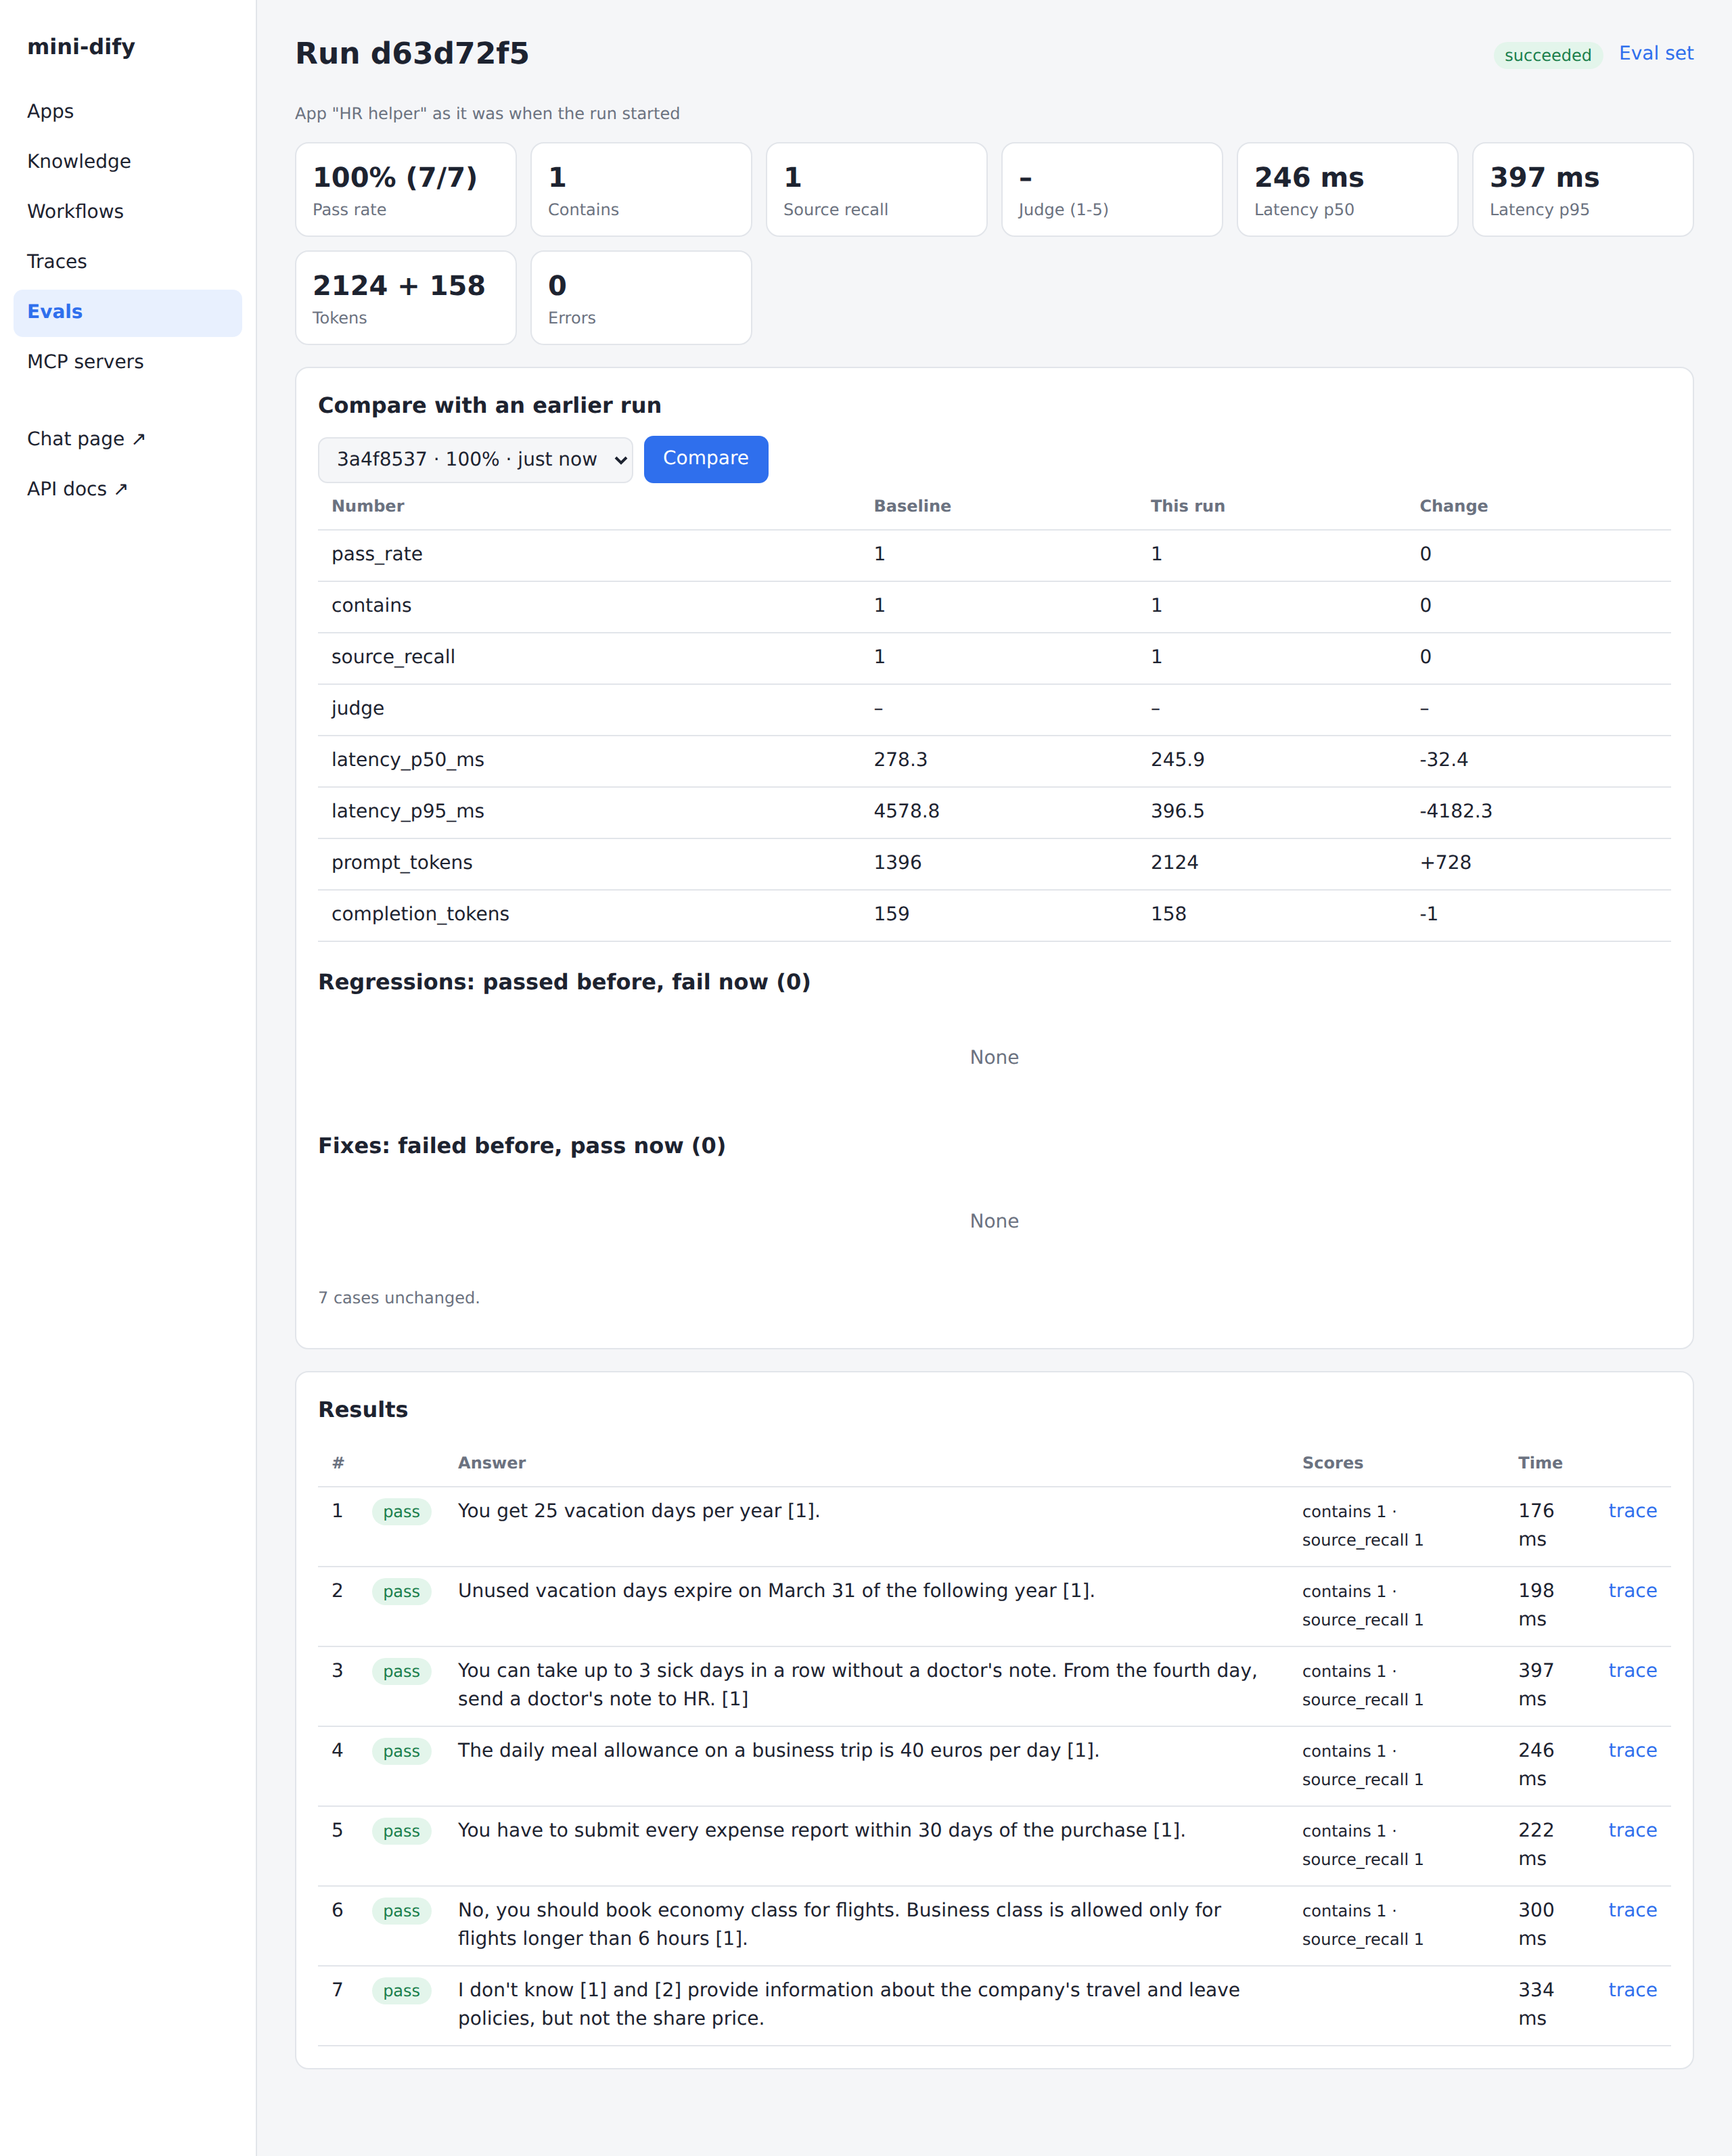 mini-dify
Apps
Knowledge
Workflows
Traces
Evals
MCP servers
Chat page ↗
API docs ↗
Run d63d72f5
succeeded Eval set
App "HR helper" as it was when the run started
100% (7/7)
Pass rate
1
Contains
1
Source recall
–
Judge (1-5)
246 ms
Latency p50
397 ms
Latency p95
2124 + 158
Tokens
0
Errors
Compare with an earlier run
3a4f8537 · 100% · just now Compare
Number Baseline This run Change
pass_rate 1 1 0
contains 1 1 0
source_recall 1 1 0
judge – – –
latency_p50_ms 278.3 245.9 -32.4
latency_p95_ms 4578.8 396.5 -4182.3
prompt_tokens 1396 2124 +728
completion_tokens 159 158 -1
Regressions: passed before, fail now (0)
None
Fixes: failed before, pass now (0)
None
7 cases unchanged.
Results
# Answer Scores Time
1 pass You get 25 vacation days per year [1]. contains 1 · 176 trace
source_recall 1 ms
2 pass Unused vacation days expire on March 31 of the following year [1]. contains 1 · 198 trace
source_recall 1 ms
3 pass You can take up to 3 sick days in a row without a doctor's note. From the fourth day, contains 1 · 397 trace
send a doctor's note to HR. [1] source_recall 1 ms
4 pass The daily meal allowance on a business trip is 40 euros per day [1]. contains 1 · 246 trace
source_recall 1 ms
5 pass You have to submit every expense report within 30 days of the purchase [1]. contains 1 · 222 trace
source_recall 1 ms
6 pass No, you should book economy class for flights. Business class is allowed only for contains 1 · 300 trace
flights longer than 6 hours [1]. source_recall 1 ms
7 pass I don't know [1] and [2] provide information about the company's travel and leave 334 trace
policies, but not the share price. ms